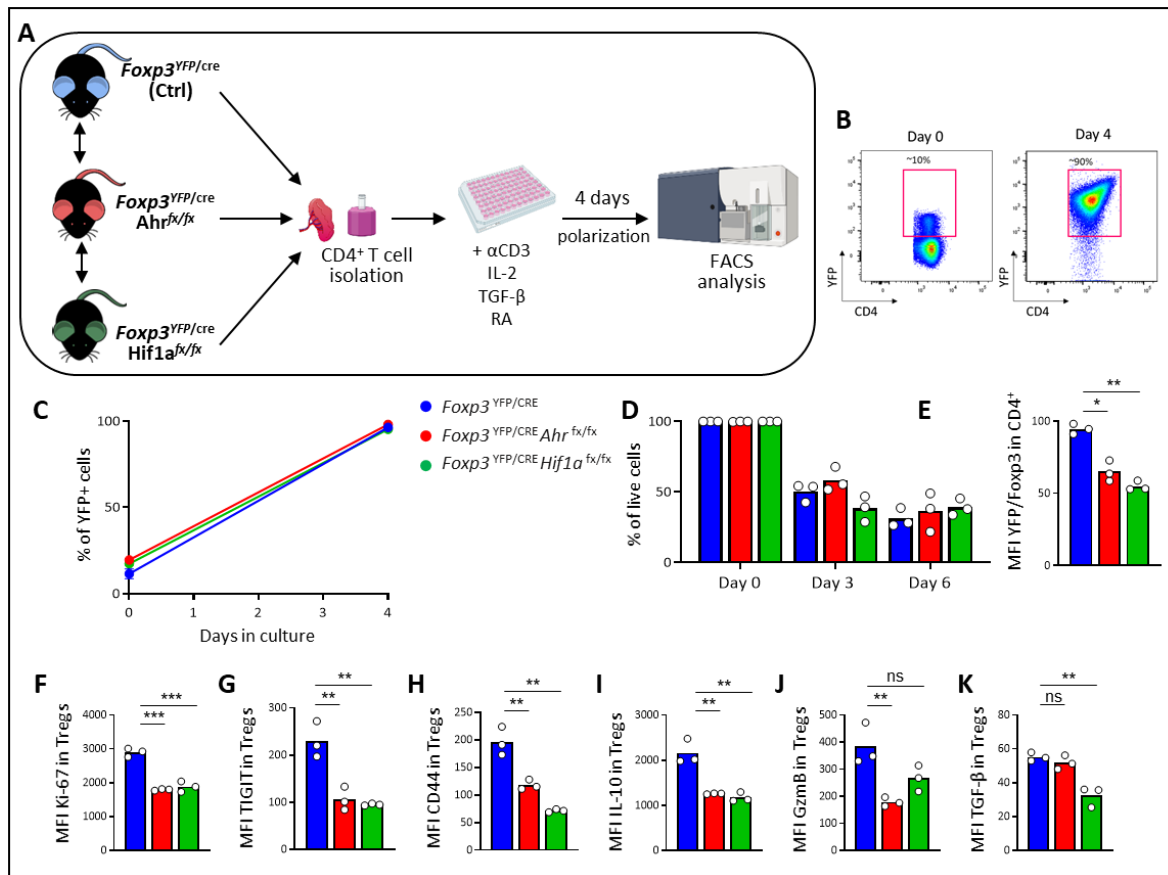 A
Foxp3YFP/cre
(Ctrl)
Foxp3YFP/cre
Ahrfx/fx
Foxp3YFP/cre
Hif1afx/fx
CD4+ T cell
isolation
+ αCD3
IL-2
TGF-β
RA
4 days
polarization
FACS
analysis
B
Day 0
Day 4
~10%
~90%
YFP
CD4
YFP
CD4
C
% of YFP+ cells
100
50
0
0 1 2 3 4
Days in culture
Foxp3 YFP/CRE
Foxp3 YFP/CRE Ahr fx/fx
Foxp3 YFP/CRE Hif1a fx/fx
D
% of live cells
100
50
0
Day 0 Day 3 Day 6
E
MFI YFP/Foxp3 in CD4+
100
50
0
**
*
F
MFI Ki-67 in Tregs
4000
3000
2000
1000
0
***
***
G
MFI TIGIT in Tregs
300
200
100
0
**
**
H
MFI CD44 in Tregs
250
200
150
100
50
0
**
**
I
MFI IL-10 in Tregs
3000
2000
1000
0
**
**
J
MFI GzmB in Tregs
500
400
300
200
100
0
ns
**
K
MFI TGF-β in Tregs
80
60
40
20
0
**
ns